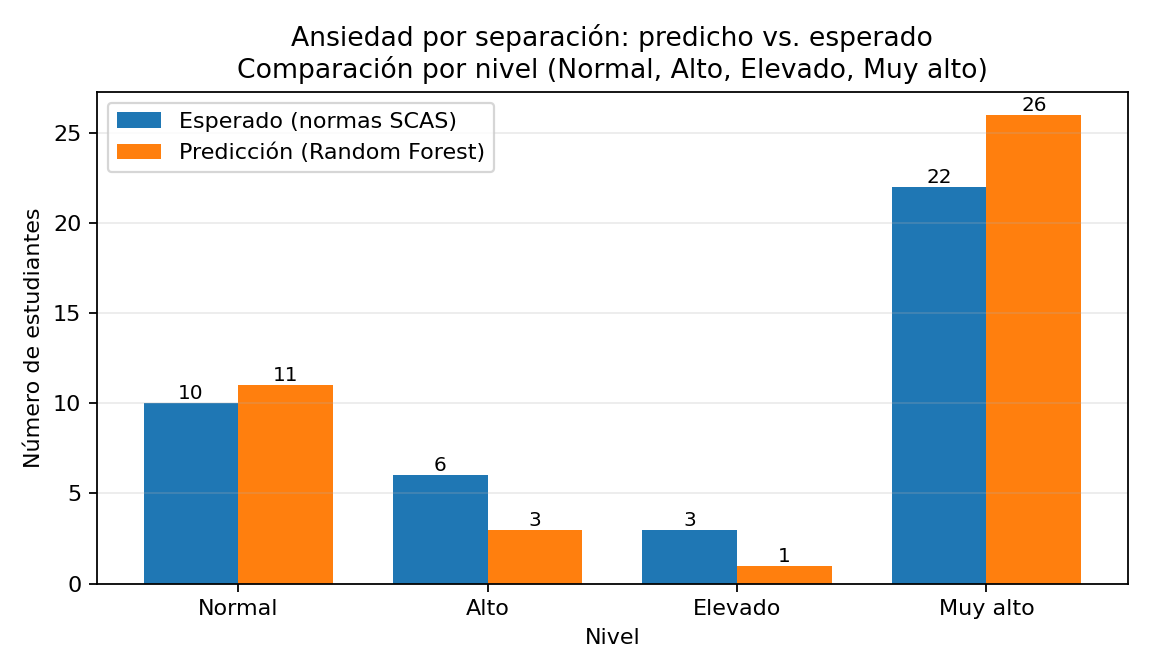 Ansiedad por separación: predicho vs. esperado
Comparación por nivel (Normal, Alto, Elevado, Muy alto)
Esperado (normas SCAS)
Predicción (Random Forest)
Número de estudiantes
25
20
15
10
5
0
10
11
6
3
3
1
22
26
Normal
Alto
Elevado
Muy alto
Nivel